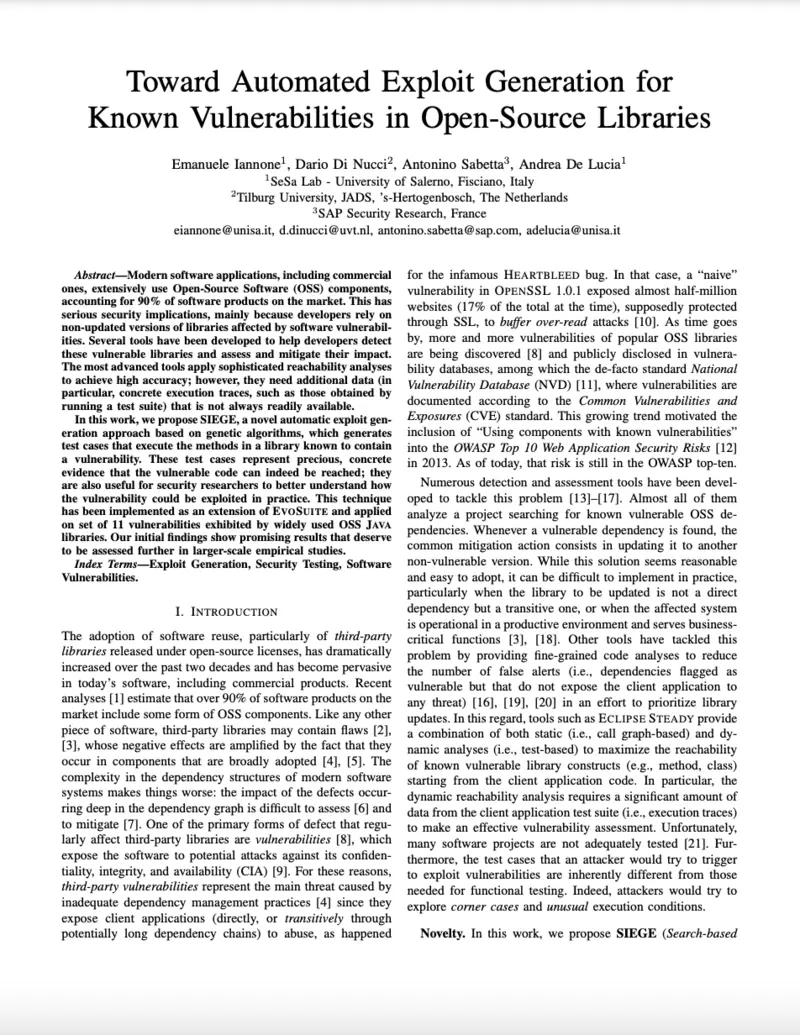 Toward Automated Exploit Generation for
Known Vulnerabilities in Open-Source Libraries
Emanuele Iannone1, Dario Di Nucci2, Antonino Sabetta3, Andrea De Lucia1
1SeSa Lab - University of Salerno, Fisciano, Italy
2Tilburg University, JADS, 's-Hertogenbosch, The Netherlands
3SAP Security Research, France
eiannone@unisa.it, d.dinucci@uvt.nl, antonino.sabetta@sap.com, adelucia@unisa.it
Abstract—Modern software applications, including commercial
ones, extensively use Open-Source Software (OSS) components,
accounting for 90% of software products on the market. This has
serious security implications, mainly because developers rely on
non-updated versions of libraries affected by software vulnerabil-
ities. Several tools have been developed to help developers detect
these vulnerable libraries and assess and mitigate their impact.
The most advanced tools apply sophisticated reachability analyses
to achieve high accuracy; however, they need additional data (in
particular, concrete execution traces, such as those obtained by
running a test suite) that is not always readily available.
In this work, we propose SIEGE, a novel automatic exploit gen-
eration approach based on genetic algorithms, which generates
test cases that execute the methods in a library known to contain
a vulnerability. These test cases represent precious, concrete
evidence that the vulnerable code can indeed be reached; they
are also useful for security researchers to better understand how
the vulnerability could be exploited in practice. This technique
has been implemented as an extension of EVOSUITE and applied
on set of 11 vulnerabilities exhibited by widely used OSS JAVA
libraries. Our initial findings show promising results that deserve
to be assessed further in larger-scale empirical studies.
Index Terms—Exploit Generation, Security Testing, Software
Vulnerabilities.
I. INTRODUCTION
The adoption of software reuse, particularly of third-party
libraries released under open-source licenses, has dramatically
increased over the past two decades and has become pervasive
in today's software, including commercial products. Recent
analyses [1] estimate that over 90% of software products on the
market include some form of OSS components. Like any other
piece of software, third-party libraries may contain flaws [2],
[3], whose negative effects are amplified by the fact that they
occur in components that are broadly adopted [4], [5]. The
complexity in the dependency structures of modern software
systems makes things worse: the impact of the defects occur-
ring deep in the dependency graph is difficult to assess [6] and
to mitigate [7]. One of the primary forms of defect that regu-
larly affect third-party libraries are vulnerabilities [8], which
expose the software to potential attacks against its confiden-
tiality, integrity, and availability (CIA) [9]. For these reasons,
third-party vulnerabilities represent the main threat caused by
inadequate dependency management practices [4] since they
expose client applications (directly, or transitively through
potentially long dependency chains) to abuse, as happened
for the infamous HEARTBLEED bug. In that case, a “naive”
vulnerability in OPENSSL 1.0.1 exposed almost half-million
websites (17% of the total at the time), supposedly protected
through SSL, to buffer over-read attacks [10]. As time goes
by, more and more vulnerabilities of popular OSS libraries
are being discovered [8] and publicly disclosed in vulnera-
bility databases, among which the de-facto standard National
Vulnerability Database (NVD) [11], where vulnerabilities are
documented according to the Common Vulnerabilities and
Exposures (CVE) standard. This growing trend motivated the
inclusion of “Using components with known vulnerabilities”
into the OWASP Top 10 Web Application Security Risks [12]
in 2013. As of today, that risk is still in the OWASP top-ten.
Numerous detection and assessment tools have been devel-
oped to tackle this problem [13]–[17]. Almost all of them
analyze a project searching for known vulnerable OSS de-
pendencies. Whenever a vulnerable dependency is found, the
common mitigation action consists in updating it to another
non-vulnerable version. While this solution seems reasonable
and easy to adopt, it can be difficult to implement in practice,
particularly when the library to be updated is not a direct
dependency but a transitive one, or when the affected system
is operational in a productive environment and serves business-
critical functions [3], [18]. Other tools have tackled this
problem by providing fine-grained code analyses to reduce
the number of false alerts (i.e., dependencies flagged as
vulnerable but that do not expose the client application to
any threat) [16], [19], [20] in an effort to prioritize library
updates. In this regard, tools such as ECLIPSE STEADY provide
a combination of both static (i.e., call graph-based) and dy-
namic analyses (i.e., test-based) to maximize the reachability
of known vulnerable library constructs (e.g., method, class)
starting from the client application code. In particular, the
dynamic reachability analysis requires a significant amount of
data from the client application test suite (i.e., execution traces)
to make an effective vulnerability assessment. Unfortunately,
many software projects are not adequately tested [21]. Fur-
thermore, the test cases that an attacker would try to trigger
to exploit vulnerabilities are inherently different from those
needed for functional testing. Indeed, attackers would try to
explore corner cases and unusual execution conditions.
Novelty. In this work, we propose SIEGE (Search-based